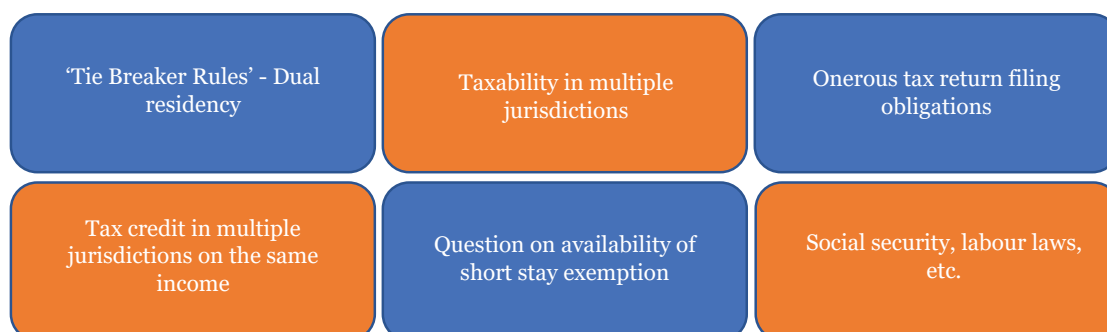 ‘Tie Breaker Rules’ - Dual
residency
Taxability in multiple
jurisdictions
Onerous tax return filing
obligations
Tax credit in multiple
jurisdictions on the same
income
Question on availability of
short stay exemption
Social security, labour laws,
etc.